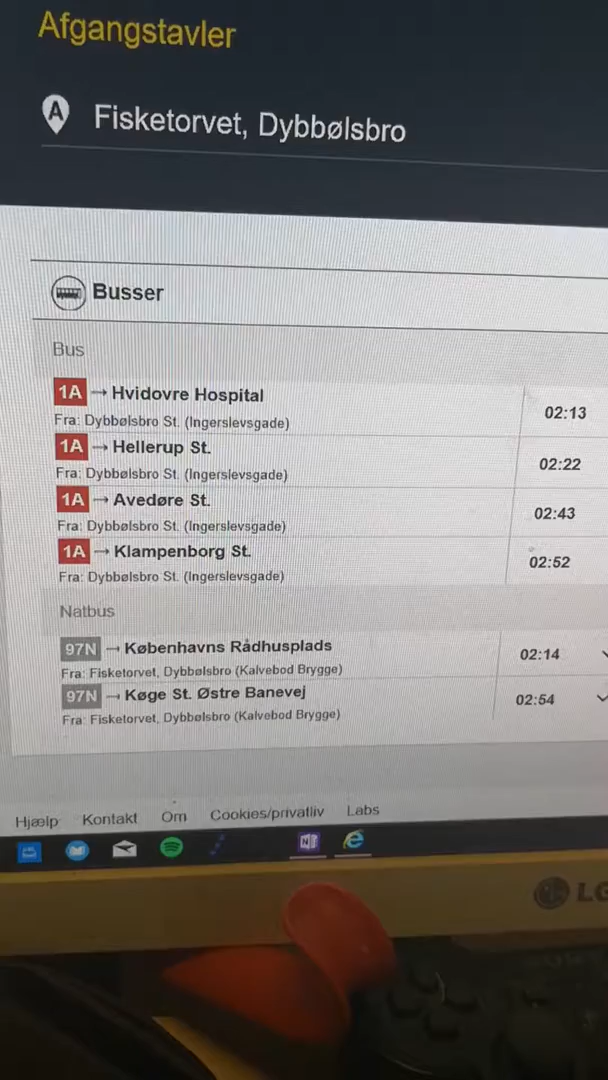 Afgangstavler
A
Fisketorvet, Dybbølsbro
Busser
Bus
1A → Hvidovre Hospital
Fra: Dybbølsbro St. (Ingerslevsgade)
02:13
1A → Hellerup St.
Fra: Dybbølsbro St. (Ingerslevsgade)
02:22
1A → Avedøre St.
Fra: Dybbølsbro St. (Ingerslevsgade)
02:43
1A → Klampenborg St.
Fra: Dybbølsbro St. (Ingerslevsgade)
02:52
Natbus
97N → Københavns Rådhusplads
Fra: Fisketorvet, Dybbølsbro (Kalvebod Brygge)
02:14
97N → Køge St. Østre Banevej
Fra: Fisketorvet, Dybbølsbro (Kalvebod Brygge)
02:54
Hjælp Kontakt Om Cookies/privatliv Labs
N
LG